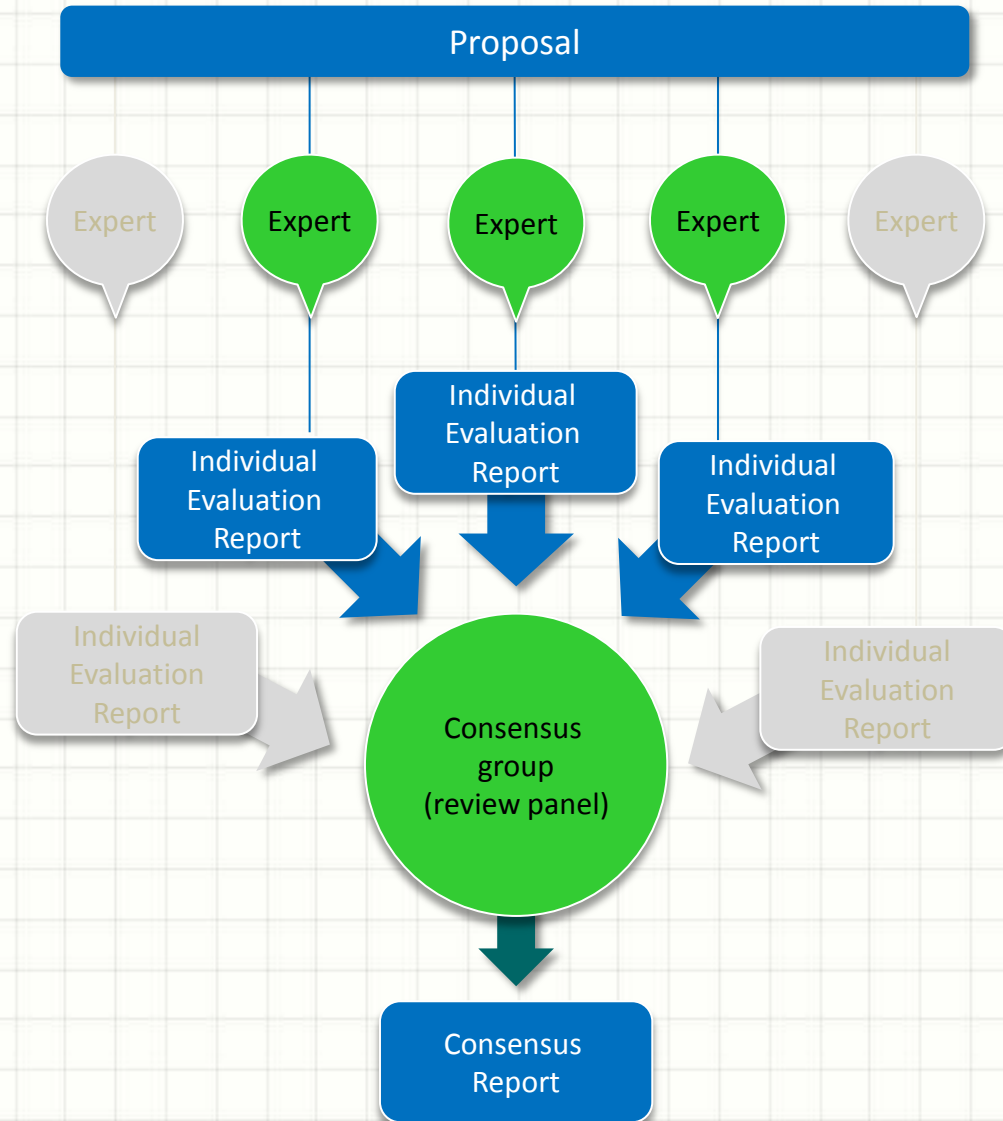 Proposal
Expert
Expert
Expert
Expert
Expert
Individual
Evaluation
Report
Individual
Evaluation
Report
Individual
Evaluation
Report
Individual
Evaluation
Report
Individual
Evaluation
Report
Consensus
group
(review panel)
Consensus
Report